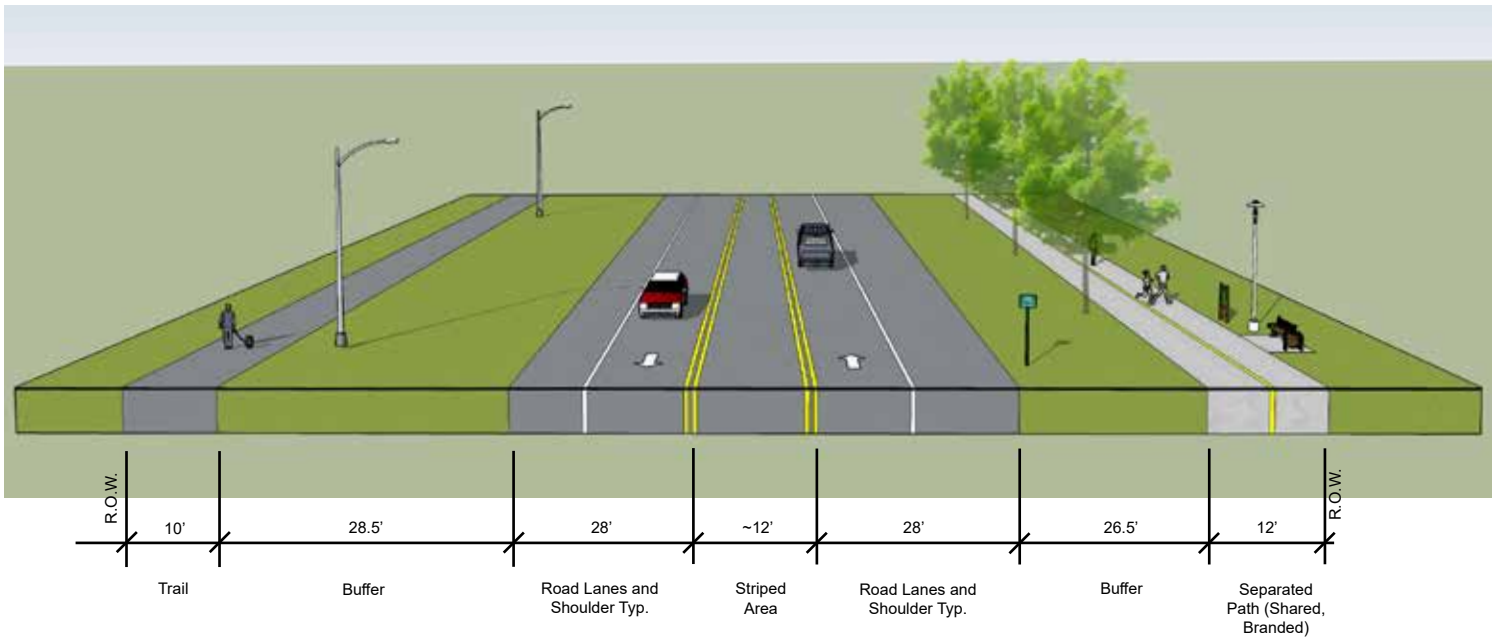 R.O.W.
R.O.W.
10’
28.5’
28’
~12’
28’
26.5’
12’
Trail
Buffer
Road Lanes and
Shoulder Typ.
Striped
Area
Road Lanes and
Shoulder Typ.
Buffer
Separated
Path (Shared,
Branded)